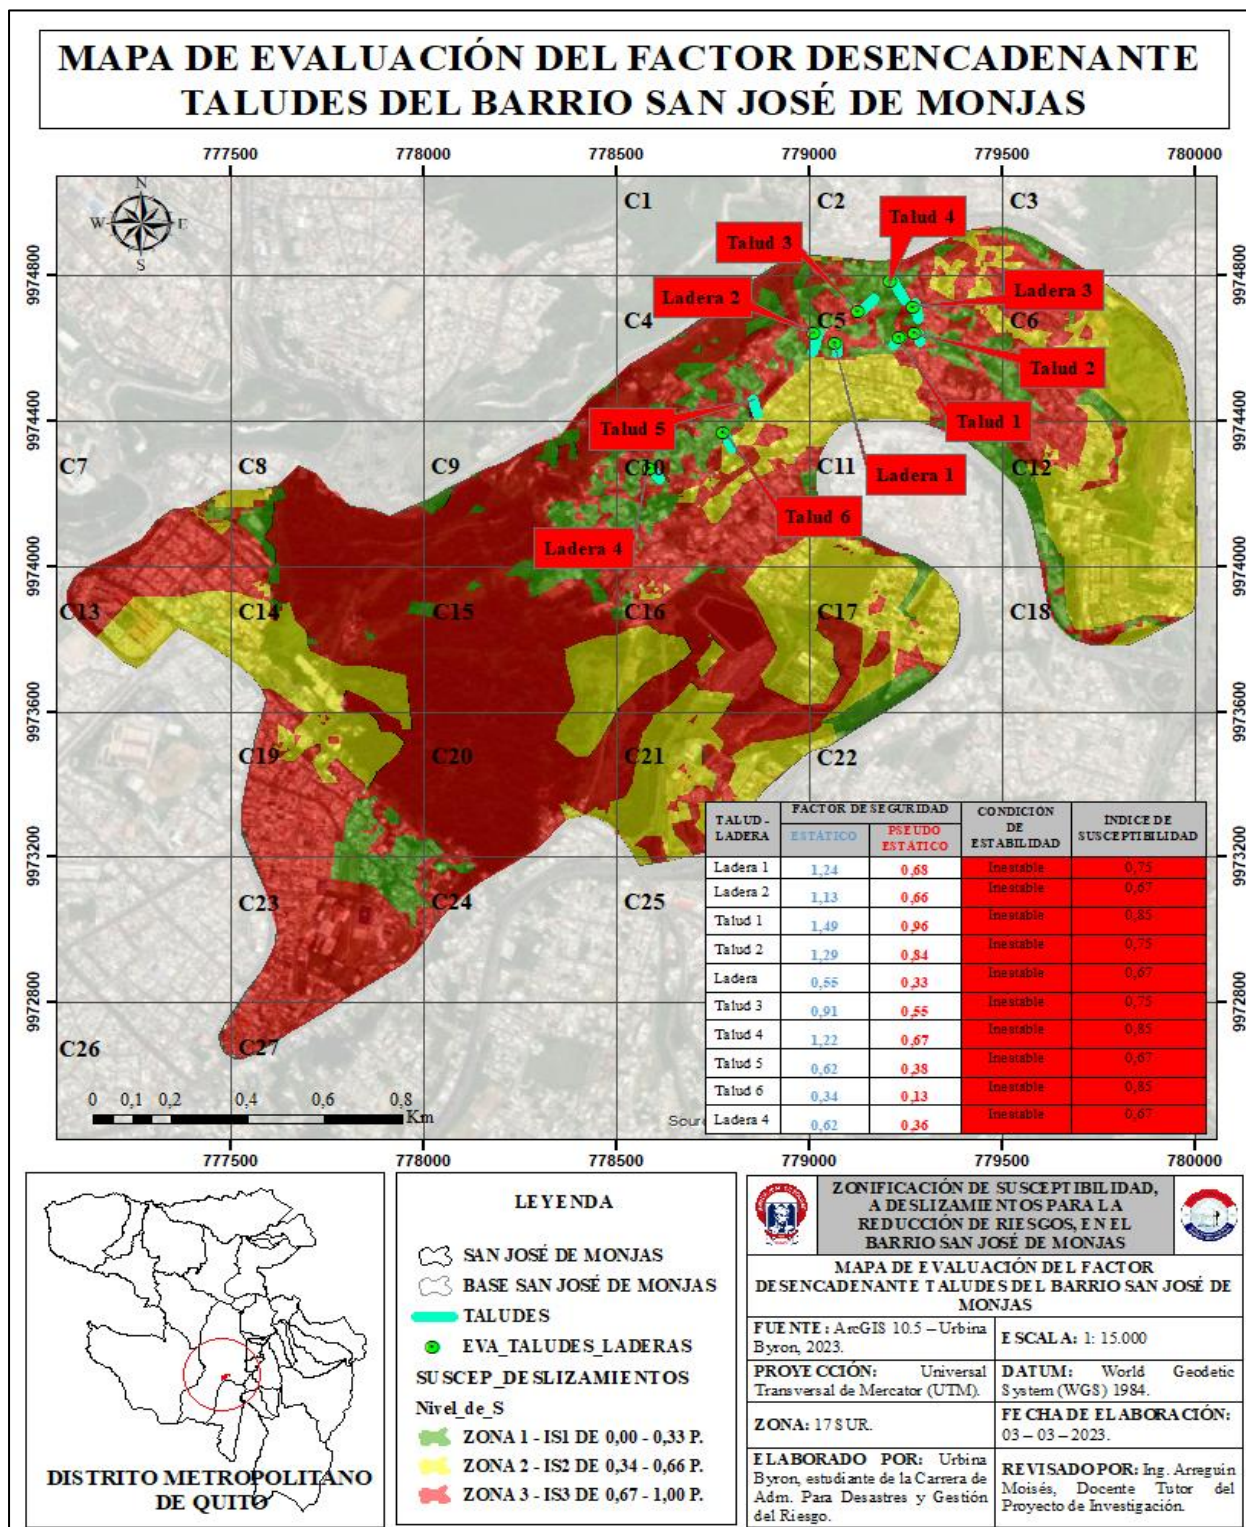 MAPA DE EVALUACIÓN DEL FACTOR DESENCADENANTE
TALUDES DEL BARRIO SAN JOSÉ DE MONJAS
777500 778000 778500 779000 779500 780000
N
W E
S
C1 C2 C3
Talud 4
Talud 3
9974800 9974800
Ladera 2 Ladera 3
C4 C5 C6
Talud 2
9974400 9974400
Talud 5 Talud 1
C7 C8 C9 C10 C11 C12
Ladera 1
Talud 6
Ladera 4
9974000 9974000
C13 C14 C15 C16 C17 C18
9973600 9973600
C19 C20 C21 C22
TALUD - LADERA FACTOR DE SEGURIDAD CONDICIÓN DE ESTABILIDAD ÍNDICE DE SUSCEPTIBILIDAD
ESTÁTICO PSEUDO ESTÁTICO
9973200 9973200
Ladera 1 1,24 0,68 Inestable 0,75
Ladera 2 1,13 0,66 Inestable 0,67
Talud 1 1,49 0,96 Inestable 0,85
Talud 2 1,29 0,84 Inestable 0,75
Ladera 0,55 0,33 Inestable 0,67
Talud 3 0,91 0,55 Inestable 0,75
Talud 4 1,22 0,67 Inestable 0,85
Talud 5 0,62 0,38 Inestable 0,67
Talud 6 0,34 0,13 Inestable 0,85
Ladera 4 0,62 0,36 Inestable 0,67
C23 C24 C25
9972800 9972800
C26 C27
0 0,1 0,2 0,4 0,6 0,8
Km
777500 778000 778500 779000 779500 780000
DISTRITO METROPOLITANO
DE QUITO
LEYENDA
SAN JOSÉ DE MONJAS
BASE SAN JOSÉ DE MONJAS
TALUDES
EVA_TALUDES_LADERAS
SUSCEP_DESLIZAMIENTOS
Nivel_de_S
ZONA 1 - IS1 DE 0,00 - 0,33 P.
ZONA 2 - IS2 DE 0,34 - 0,66 P.
ZONA 3 - IS3 DE 0,67 - 1,00 P.
ZONIFICACIÓN DE SUSCEPTIBILIDAD,
A DESLIZAMIENTOS PARA LA
REDUCCIÓN DE RIESGOS, EN EL
BARRIO SAN JOSÉ DE MONJAS
MAPA DE EVALUACIÓN DEL FACTOR
DESENCADENANTE TALUDES DEL BARRIO SAN JOSÉ DE
MONJAS
FUENTE: ArcGIS 10.5 – Urbina
Byron, 2023.
ESCALA: 1: 15.000
PROYECCIÓN: Universal
Transversal de Mercator (UTM).
DATUM: World Geodetic
System (WGS) 1984.
ZONA: 17 SUR.
FECHA DE ELABORACIÓN:
03 – 03 – 2023.
ELABORADO POR: Urbina
Byron, estudiante de la Carrera de
Adm. Para Desastres y Gestión
del Riesgo.
REVISADO POR: Ing. Arreguin
Moisés, Docente Tutor del
Proyecto de Investigación.